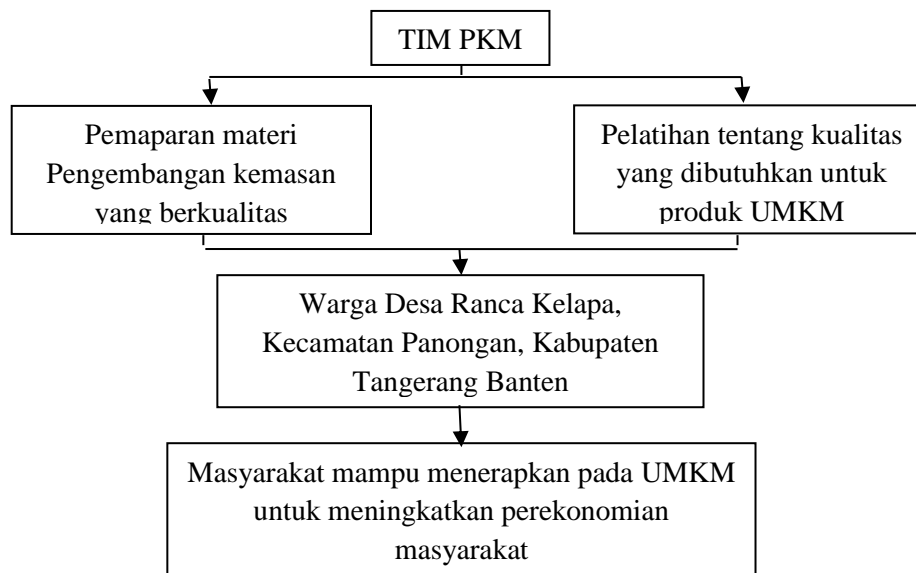 TIM PKM
Pemaparan materi
Pengembangan kemasan
yang berkualitas
Pelatihan tentang kualitas
yang dibutuhkan untuk
produk UMKM
Warga Desa Ranca Kelapa,
Kecamatan Panongan, Kabupaten
Tangerang Banten
Masyarakat mampu menerapkan pada UMKM
untuk meningkatkan perekonomian
masyarakat